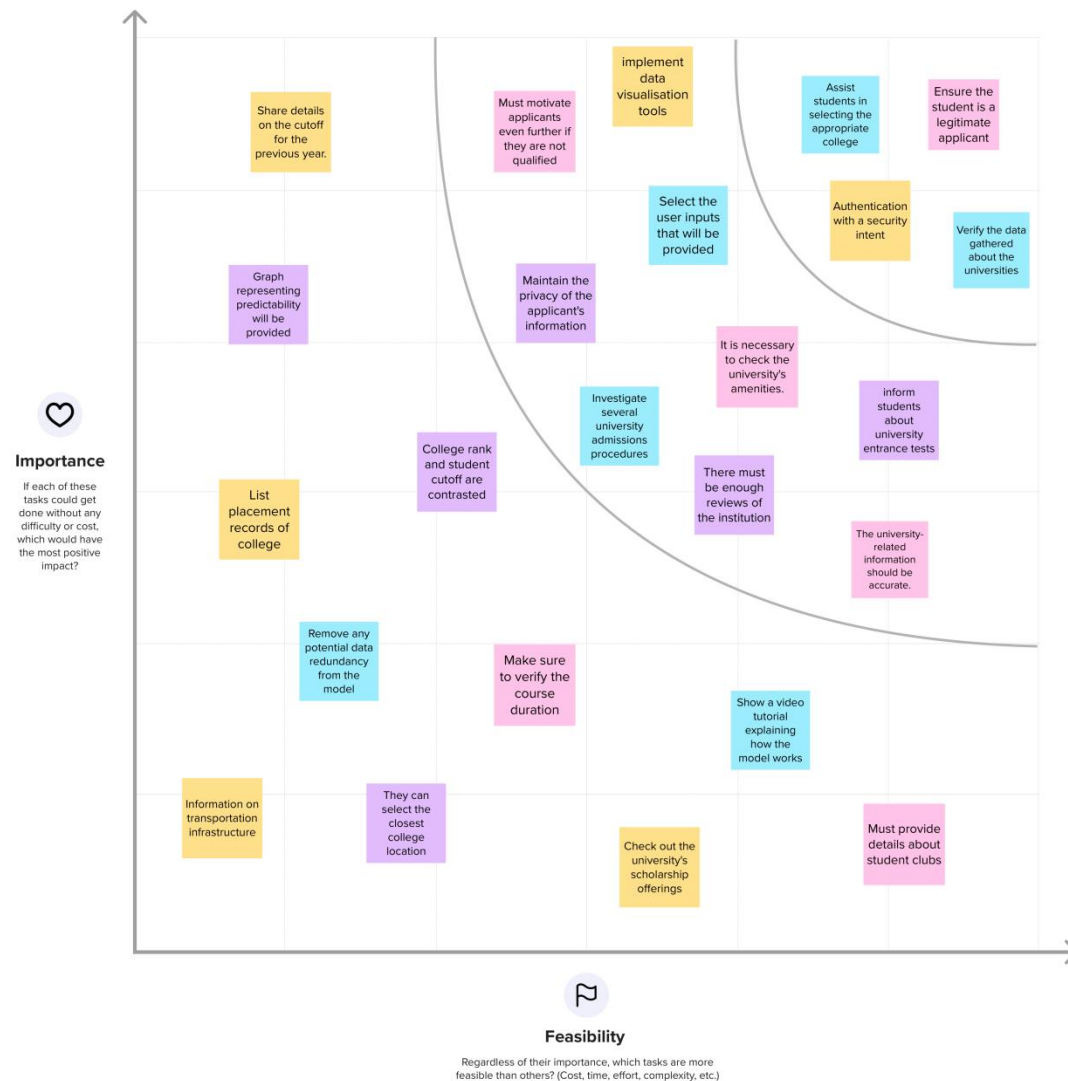 implement
data
visualisation
tools
Share details
on the cutoff
for the
previous year.
Must motivate
applicants
even further if
they are not
qualified
Assist
students in
selecting the
appropriate
college
Ensure the
student is a
legitimate
applicant
Select the
user inputs
that will be
provided
Authentication
with a security
intent
Verify the data
gathered
about the
universities
Graph
representing
predictability
will be
provided
Maintain the
privacy of the
applicant's
information
It is necessary
to check the
university's
amenities.
Investigate
several
university
admissions
procedures
inform
students
about
university
entrance tests
College rank
and student
cutoff are
contrasted
There must
be enough
reviews of
the institution
Importance
If each of these
tasks could get
done without any
difficulty or cost,
which would have
the most positive
impact?
List
placement
records of
college
The university-
related
information
should be
accurate.
Remove any
potential data
redundancy
from the
model
Make sure
to verify the
course
duration
Show a video
tutorial
explaining
how the
model works
Information on
transportation
infrastructure
They can
select the
closest
college
location
Check out the
university's
scholarship
offerings
Must provide
details about
student clubs
Feasibility
Regardless of their importance, which tasks are more
feasible than others? (Cost, time, effort, complexity, etc.)